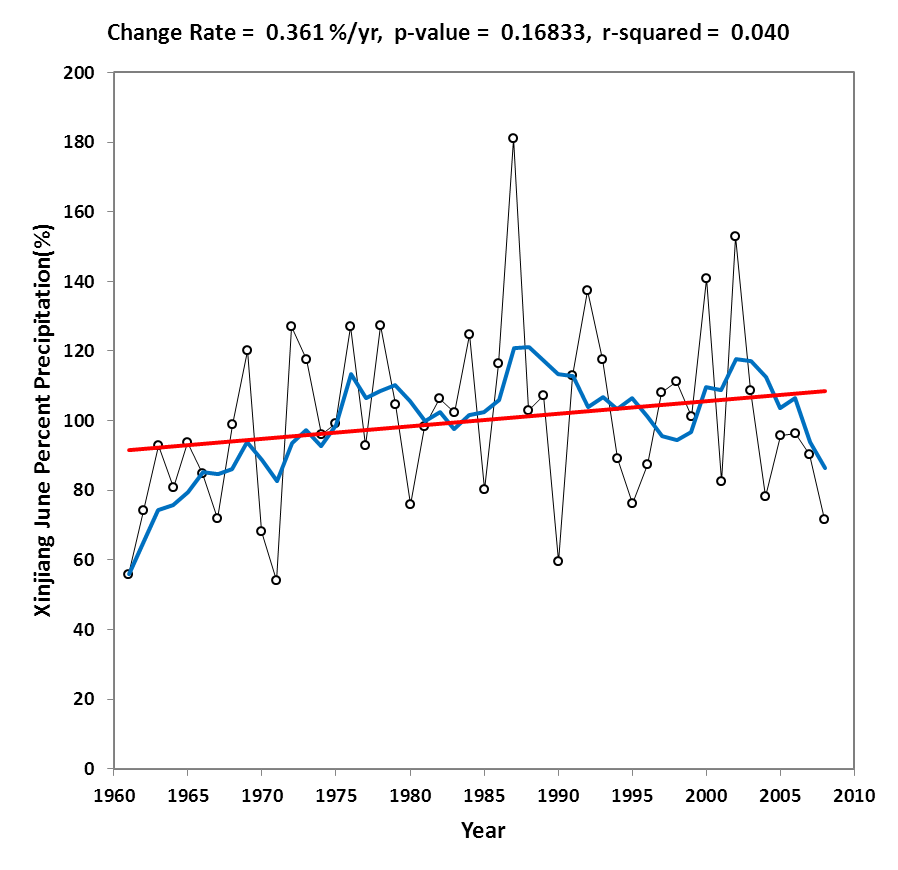 Change Rate = 0.361 %/yr, p-value = 0.16833, r-squared = 0.040
Xinjiang June Percent Precipitation(%)
200
180
160
140
120
100
80
60
40
20
0
1960 1965 1970 1975 1980 1985 1990 1995 2000 2005 2010
Year